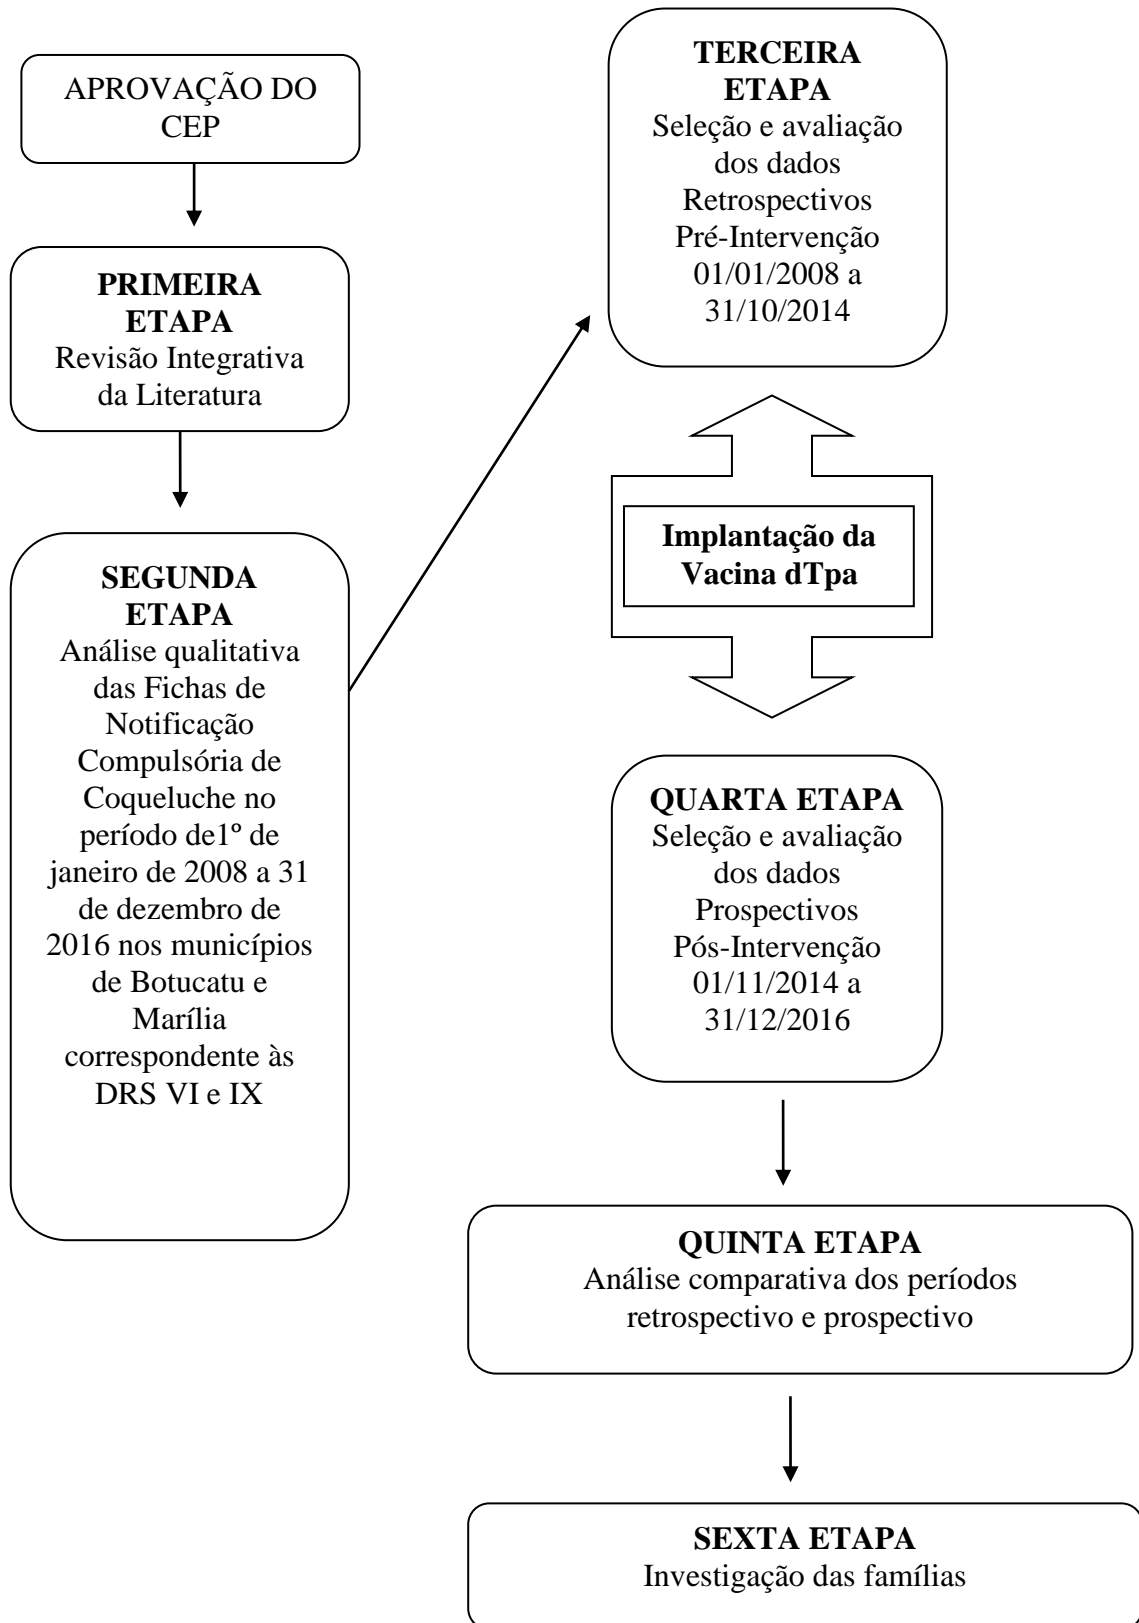 APROVAÇÃO DO
CEP
PRIMEIRA
ETAPA
Revisão Integrativa
da Literatura
SEGUNDA
ETAPA
Análise qualitativa
das Fichas de
Notificação
Compulsória de
Coqueluche no
período de1º de
janeiro de 2008 a 31
de dezembro de
2016 nos municípios
de Botucatu e
Marília
correspondente às
DRS VI e IX
TERCEIRA
ETAPA
Seleção e avaliação
dos dados
Retrospectivos
Pré-Intervenção
01/01/2008 a
31/10/2014
Implantação da
Vacina dTpa
QUARTA ETAPA
Seleção e avaliação
dos dados
Prospectivos
Pós-Intervenção
01/11/2014 a
31/12/2016
QUINTA ETAPA
Análise comparativa dos períodos
retrospectivo e prospectivo
SEXTA ETAPA
Investigação das famílias